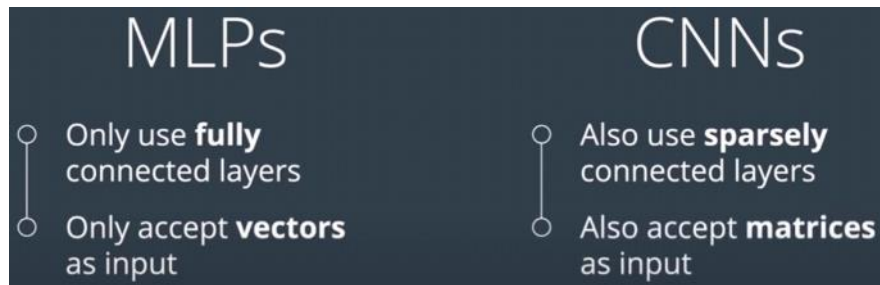 MLPs
Only use fully
connected layers
Only accept vectors
as input
CNNs
Also use sparsely
connected layers
Also accept matrices
as input